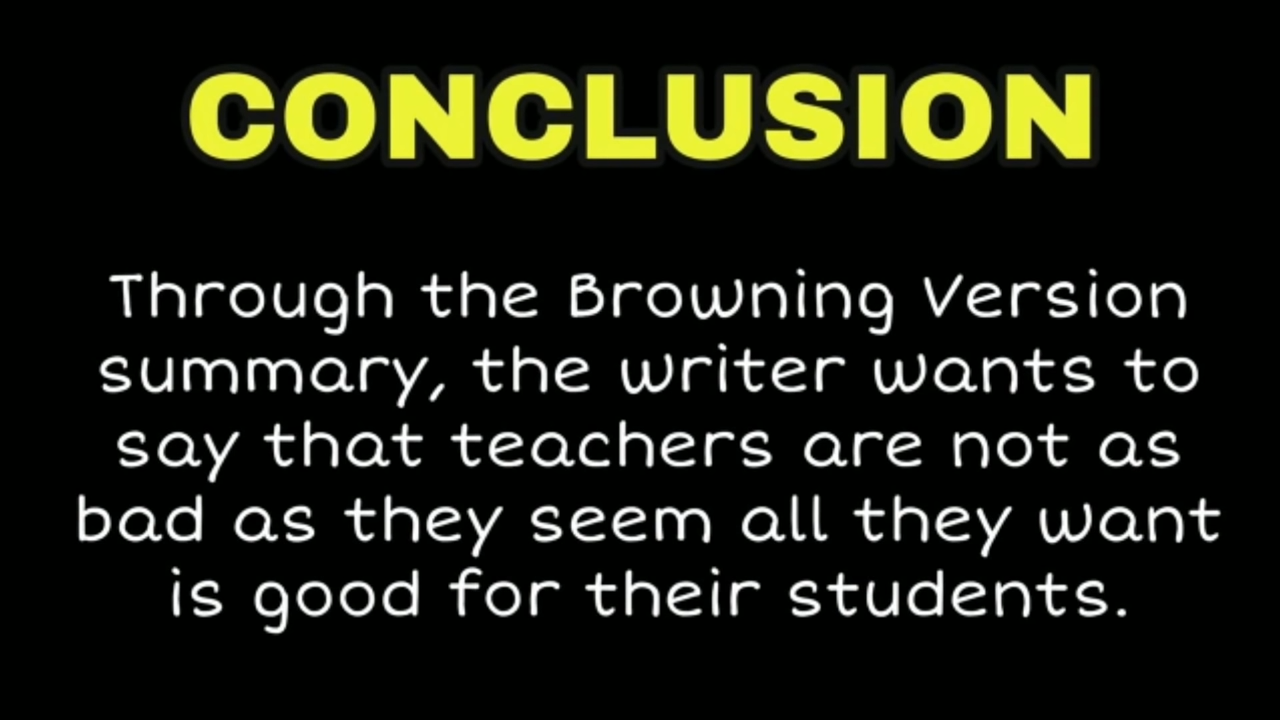 CONCLUSION
Through the Browning Version
summary, the writer wants to
say that teachers are not as
bad as they seem all they want
is good for their students.